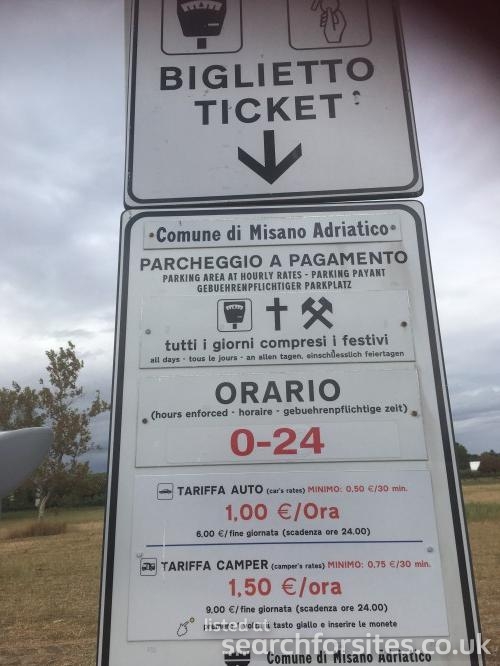 BIGLIETTO
TICKET
Comune di Misano Adriatico
PARCHEGGIO A PAGAMENTO
PARKING AREA AT HOURLY RATES - PARKING PAYANT
GEBUEHRENPFLICHTIGER PARKPLATZ
tutti i giorni compresi i festivi
all days - tous le jours - an allen tagen, einschliesslich feiertagen
ORARIO
(hours enforced - horaire - gebuehrenpflichtige zeit)
0-24
TARIFFA AUTO (car's rates) MINIMO: 0,50 €/30 min.
1,00 €/Ora
6,00 €/fine giornata (scadenza ore 24.00)
TARIFFA CAMPER (camper's rates) MINIMO: 0,75 €/30 min.
1,50 €/ora
9,00 €/fine giornata (scadenza ore 24.00)
tasto giallo e inserire le monete
listed at
searchforsites.co.uk
Comune di Misano Adriatico